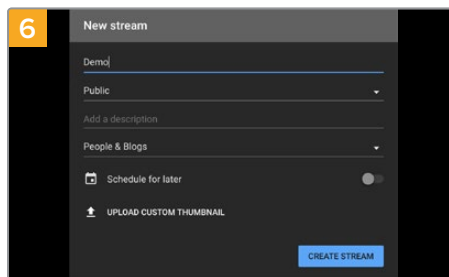 6
New stream
Demo
Public
Add a description
People & Blogs
Schedule for later
UPLOAD CUSTOM THUMBNAIL
CREATE STREAM